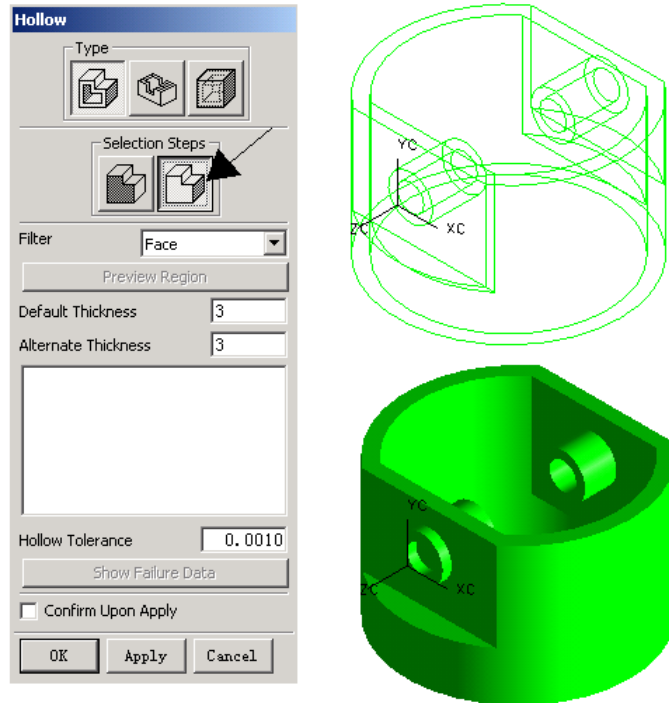 Hollow
Type
Selection Steps
Filter
Face
Preview Region
Default Thickness
3
Alternate Thickness
3
Hollow Tolerance
0.0010
Show Failure Data
Confirm Upon Apply
OK
Apply
Cancel
YC
ZC
XC
YC
ZC
XC